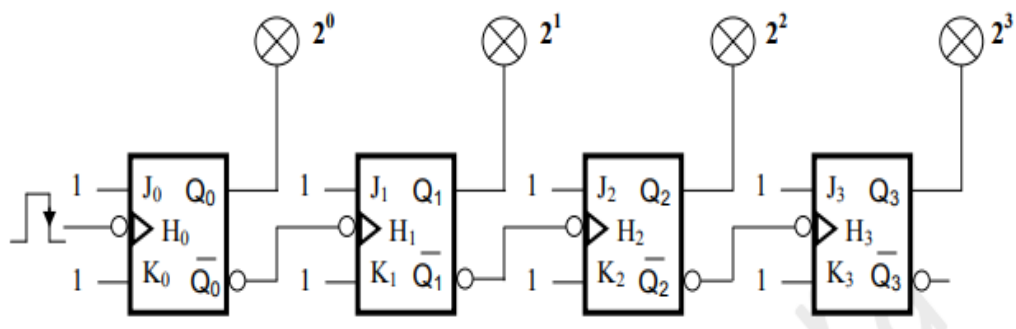 2⁰ 2¹ 2² 2³
1 J₀ Q₀ 1 J₁ Q₁ 1 J₂ Q₂ 1 J₃ Q₃
H₀ H₁ H₂ H₃
1 K₀ Q̅₀ 1 K₁ Q̅₁ 1 K₂ Q̅₂ 1 K₃ Q̅₃